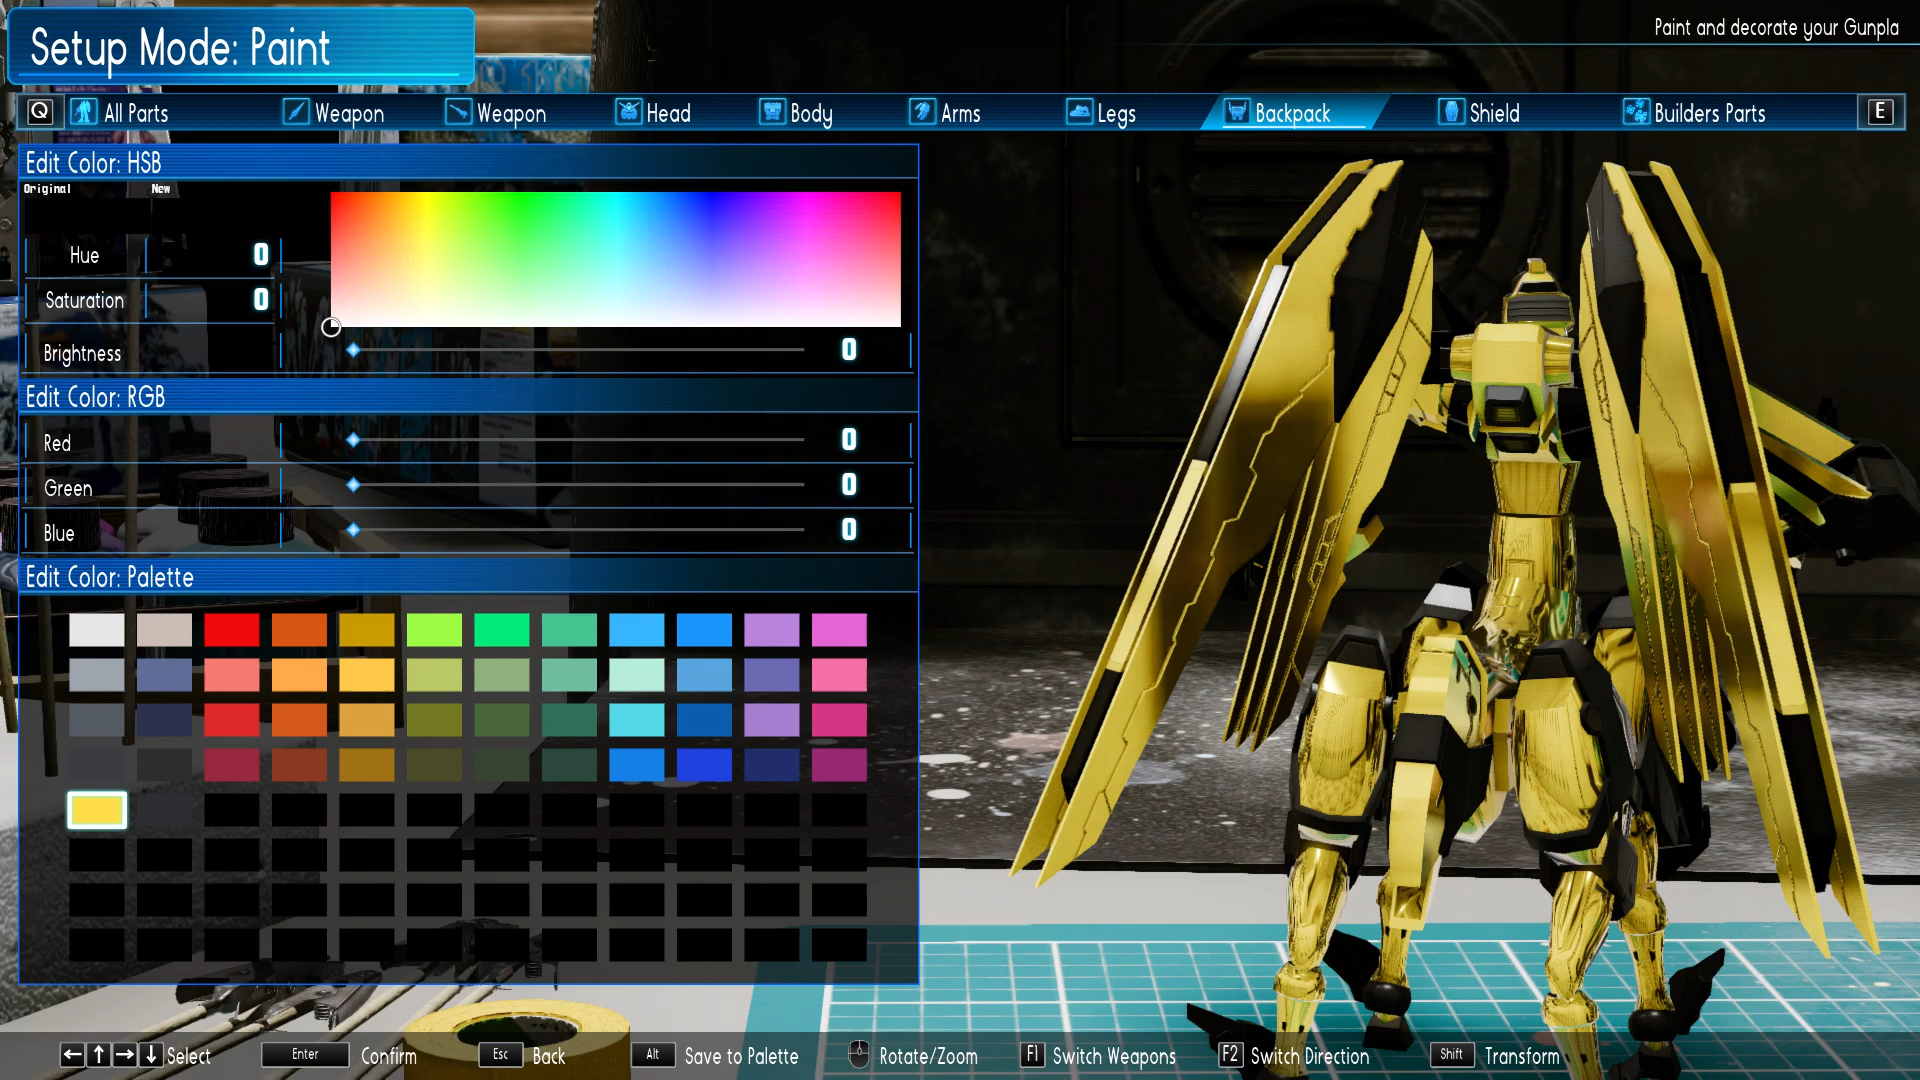 Setup Mode: Paint
Paint and decorate your Gunpla
Q All Parts Weapon Weapon Head Body Arms Legs Backpack Shield Builders Parts E
Edit Color: HSB
Original New
Hue 0
Saturation 0
Brightness 0
Edit Color: RGB
Red 0
Green 0
Blue 0
Edit Color: Palette
←↑→↓ Select Enter Confirm Esc Back Alt Save to Palette Rotate/Zoom F1 Switch Weapons F2 Switch Direction Shift Transform